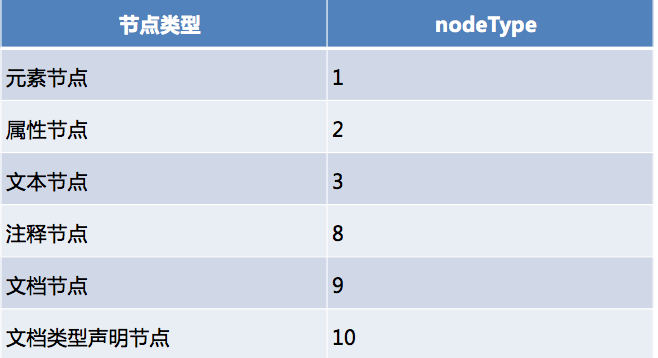 节点类型 nodeType
元素节点 1
属性节点 2
文本节点 3
注释节点 8
文档节点 9
文档类型声明节点 10